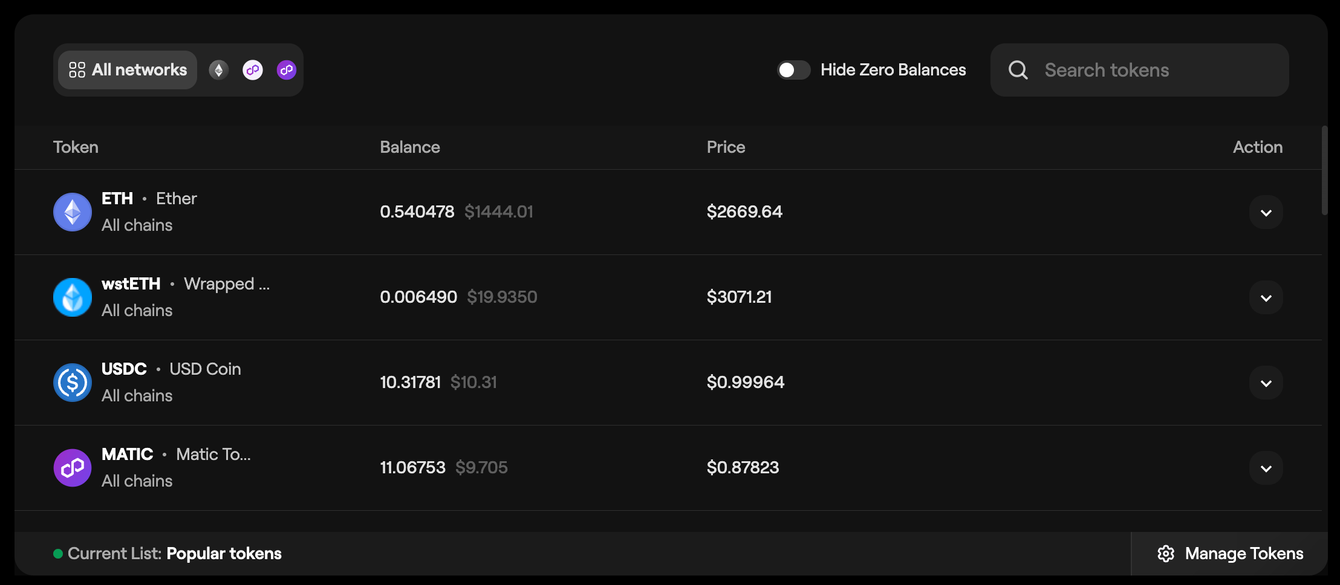 All networks
Hide Zero Balances
Search tokens
Token Balance Price Action
ETH • Ether
All chains
0.540478 $1444.01
$2669.64
wstETH • Wrapped ...
All chains
0.006490 $19.9350
$3071.21
USDC • USD Coin
All chains
10.31781 $10.31
$0.99964
MATIC • Matic To...
All chains
11.06753 $9.705
$0.87823
Current List: Popular tokens
Manage Tokens